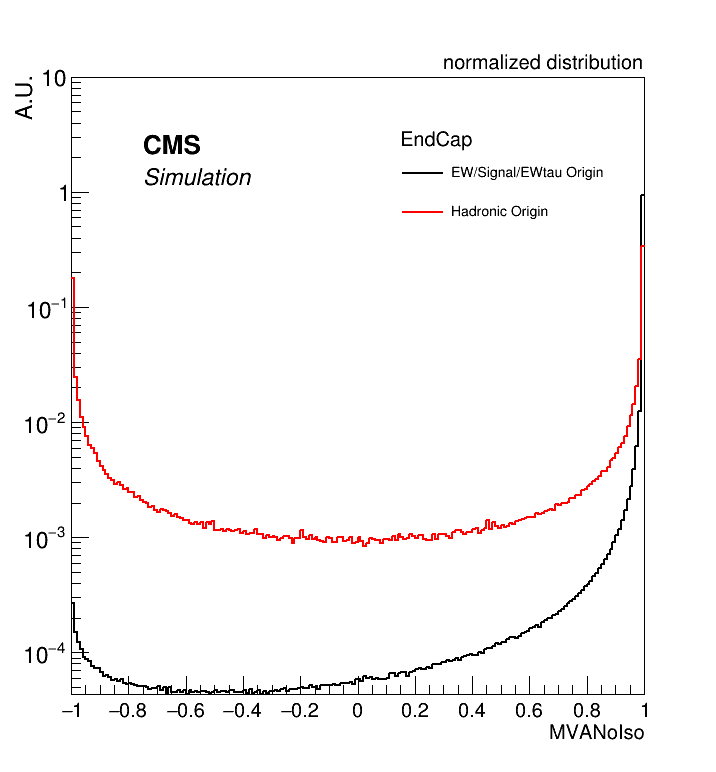 normalized distribution
A.U.
10
1
10⁻¹
10⁻²
10⁻³
10⁻⁴
CMS
Simulation
EndCap
EW/Signal/EWtau Origin
Hadronic Origin
−1 −0.8 −0.6 −0.4 −0.2 0 0.2 0.4 0.6 0.8 1
MVANoIso